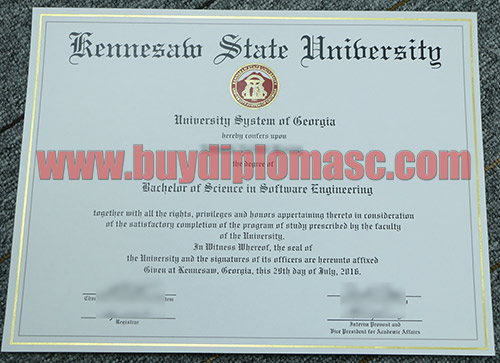 Kennesaw State University
University System of Georgia
hereby confers upon
www.buydiplomasc.com
the degree of
Bachelor of Science in Software Engineering
together with all the rights, privileges and honors appertaining thereto in consideration
of the satisfactory completion of the program of study prescribed by the faculty
of the University.
In Witness Whereof, the seal of
the University and the signatures of its officers are hereunto affixed
Given at Kennesaw, Georgia, this 29th day of July, 2016.
Registrar
Interim Provost and
Vice President for Academic Affairs